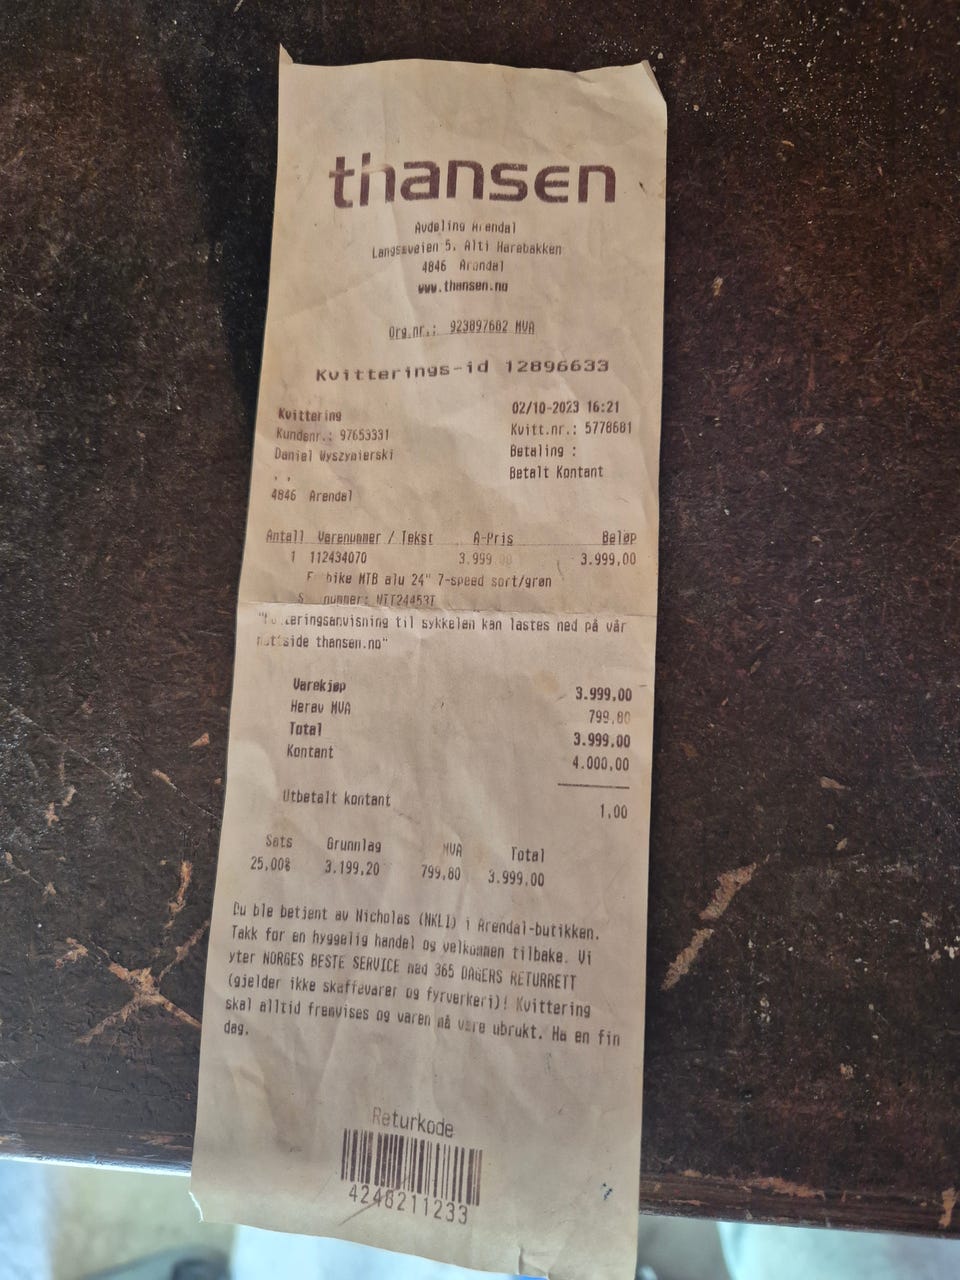 thansen
Avdeling Arendal
Langsæveien 5, Alti Harebakken
4846 Arendal
www.thansen.no
Org.nr.: 923897682 MVA
Kvitterings-id 12896633
Kvittering 02/10-2023 16:21
Kundenr.: 97653331 Kvitt.nr.: 5778681
Daniel Wyszynierski Betaling :
Betalt Kontant
4846 Arendal
Antall Varenummer / Tekst A-Pris Beløp
1 112434070 3.999,00 3.999,00
bike MTB alu 24" 7-speed sort/grøn
nummer:
til sykkelen kan lastes ned på vår
nettside thansen.no"
Varekjøp 3.999,00
Herav MVA 799,80
Total 3.999,00
Kontant 4.000,00
Utbetalt kontant 1,00
Sats Grunnlag MVA Total
25,00% 3.199,20 799,80 3.999,00
Du ble betjent av Nicholas (NKLI) i Arendal-butikken.
Takk for en hyggelig handel og velkommen tilbake. Vi
yter NORGES BESTE SERVICE med 365 DAGERS RETURRETT
(gjelder ikke skaffevarer og fyrverkeri)! Kvittering
skal alltid fremvises og varen må være ubrukt. Ha en fin
dag.
Returkode
4246211233